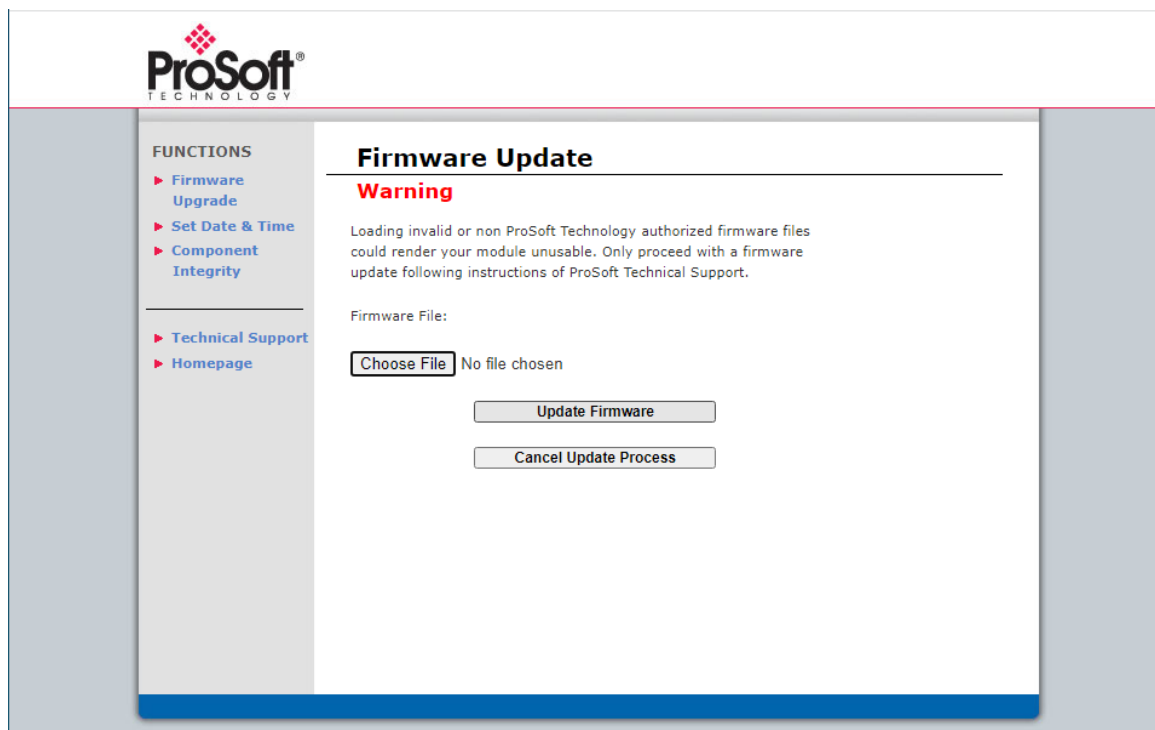 ProSoft®
TECHNOLOGY
FUNCTIONS
Firmware
Upgrade
Set Date & Time
Component
Integrity
Technical Support
Homepage
Firmware Update
Warning
Loading invalid or non ProSoft Technology authorized firmware files
could render your module unusable. Only proceed with a firmware
update following instructions of ProSoft Technical Support.
Firmware File:
Choose File No file chosen
Update Firmware
Cancel Update Process